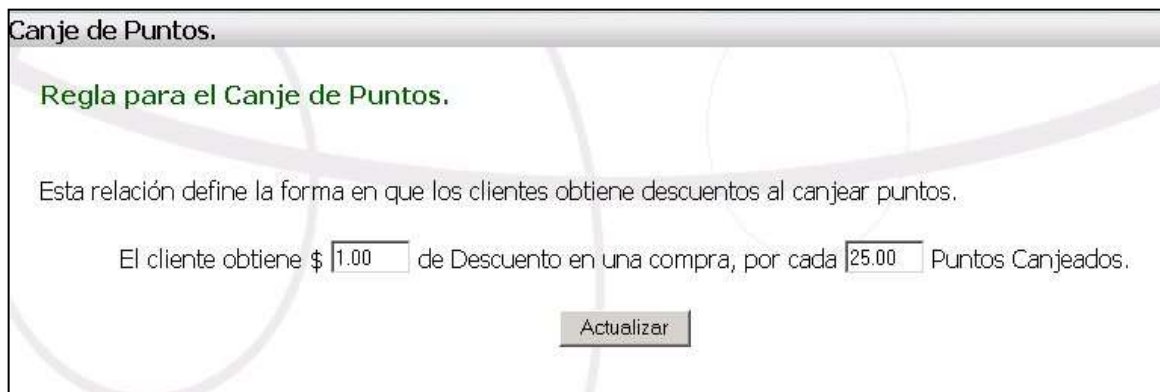 Canje de Puntos.
Regla para el Canje de Puntos.
Esta relación define la forma en que los clientes obtiene descuentos al canjear puntos.
El cliente obtiene $ 1.00 de Descuento en una compra, por cada 25.00 Puntos Canjeados.
Actualizar